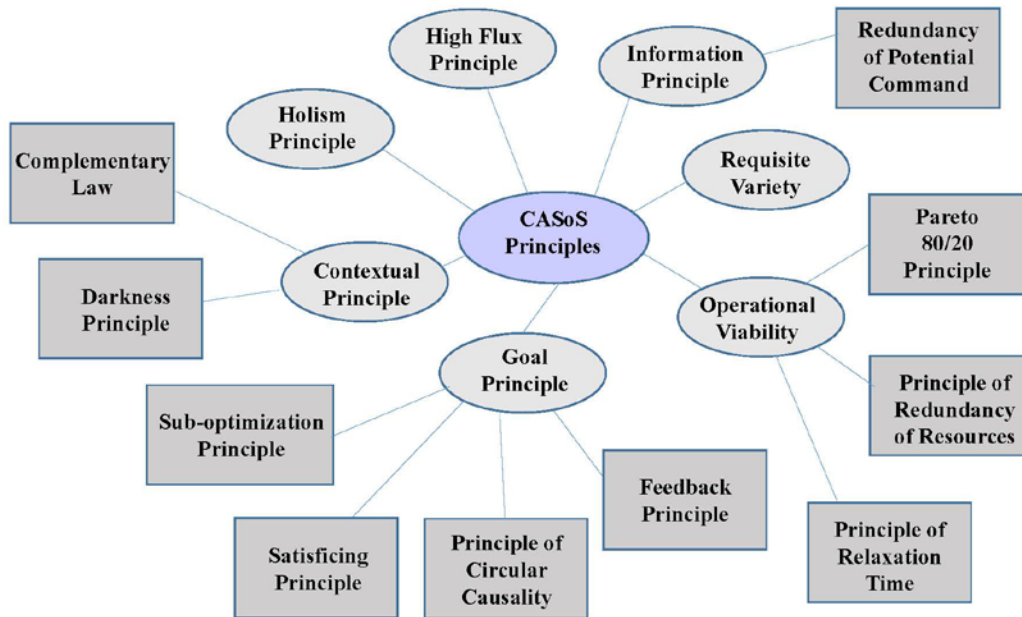 High Flux
Principle
Information
Principle
Redundancy
of Potential
Command
Holism
Principle
Complementary
Law
Requisite
Variety
CASoS
Principles
Pareto
80/20
Principle
Contextual
Principle
Darkness
Principle
Operational
Viability
Goal
Principle
Sub-optimization
Principle
Principle of
Redundancy
of Resources
Feedback
Principle
Satisficing
Principle
Principle of
Circular
Causality
Principle of
Relaxation
Time